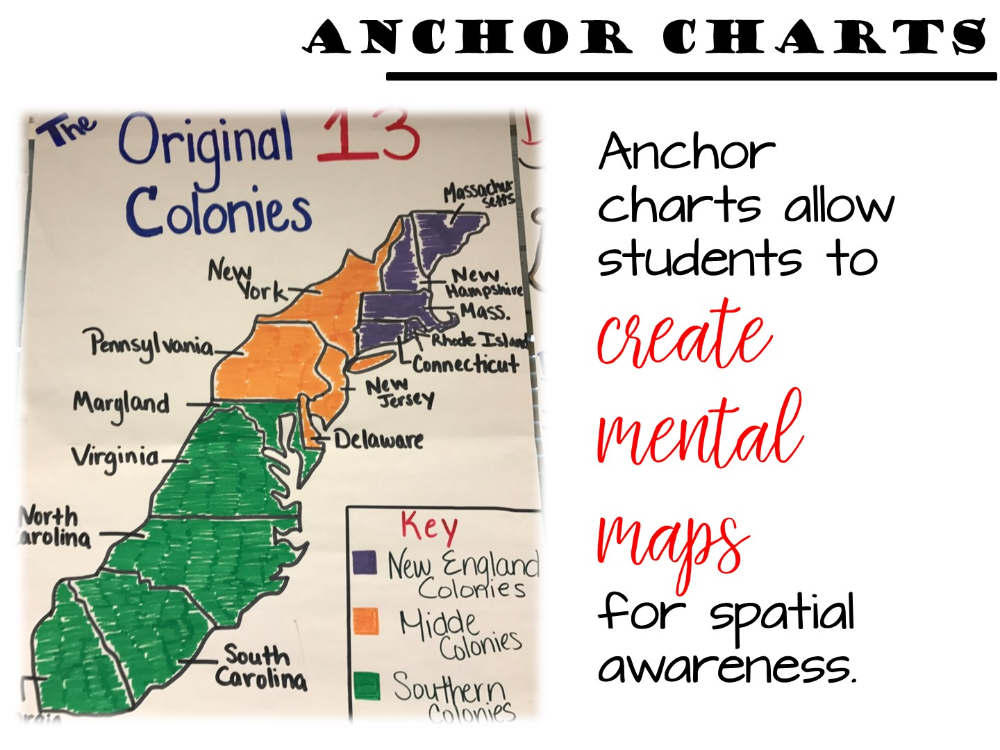 ANCHOR CHARTS
The Original 13
Colonies
Massachu-
setts
New
York
New
Hampshire
Mass.
Pennsylvania
Rhode Island
Connecticut
New
Jersey
Maryland
Delaware
Virginia
North
arolina
South
Carolina
Key
New England
Colonies
Midde
Colonies
Southern
Colonies
Anchor
charts allow
students to
create
mental
maps
for spatial
awareness.